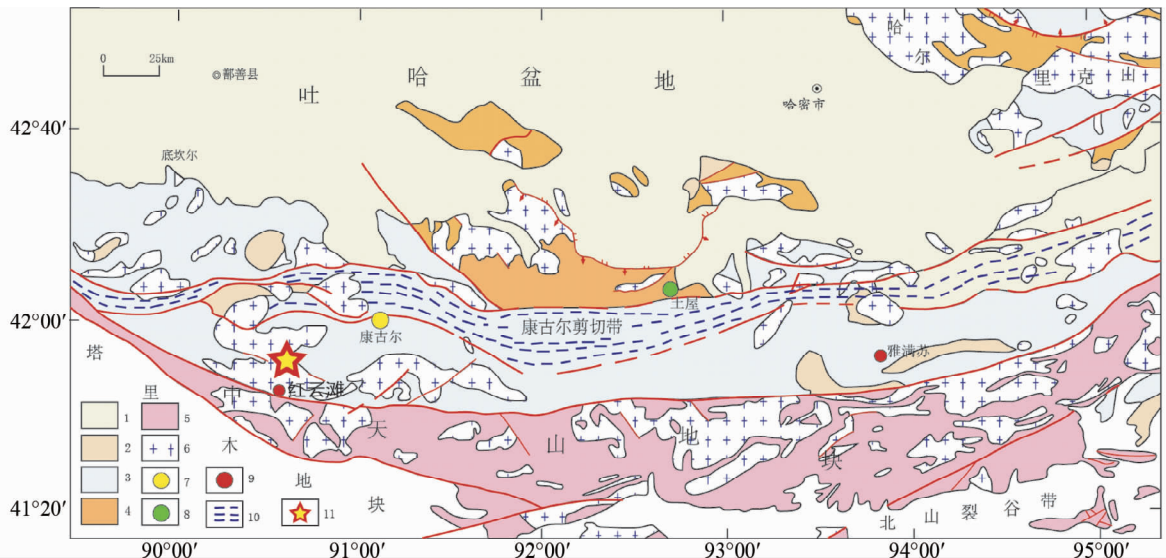 哈
尔
里 克 山
0 25km
鄯善县
吐 哈 盆 地
哈密市
42°40′
底坎尔
土屋
康古尔剪切带
42°00′
康古尔
雅满苏
塔
里
木
地
块
红云滩
中
天
山
地
块
1
5
2
6
3
7
9
4
8
10
11
41°20′
北 山 裂 谷 带
90°00′
91°00′
92°00′
93°00′
94°00′
95°00′